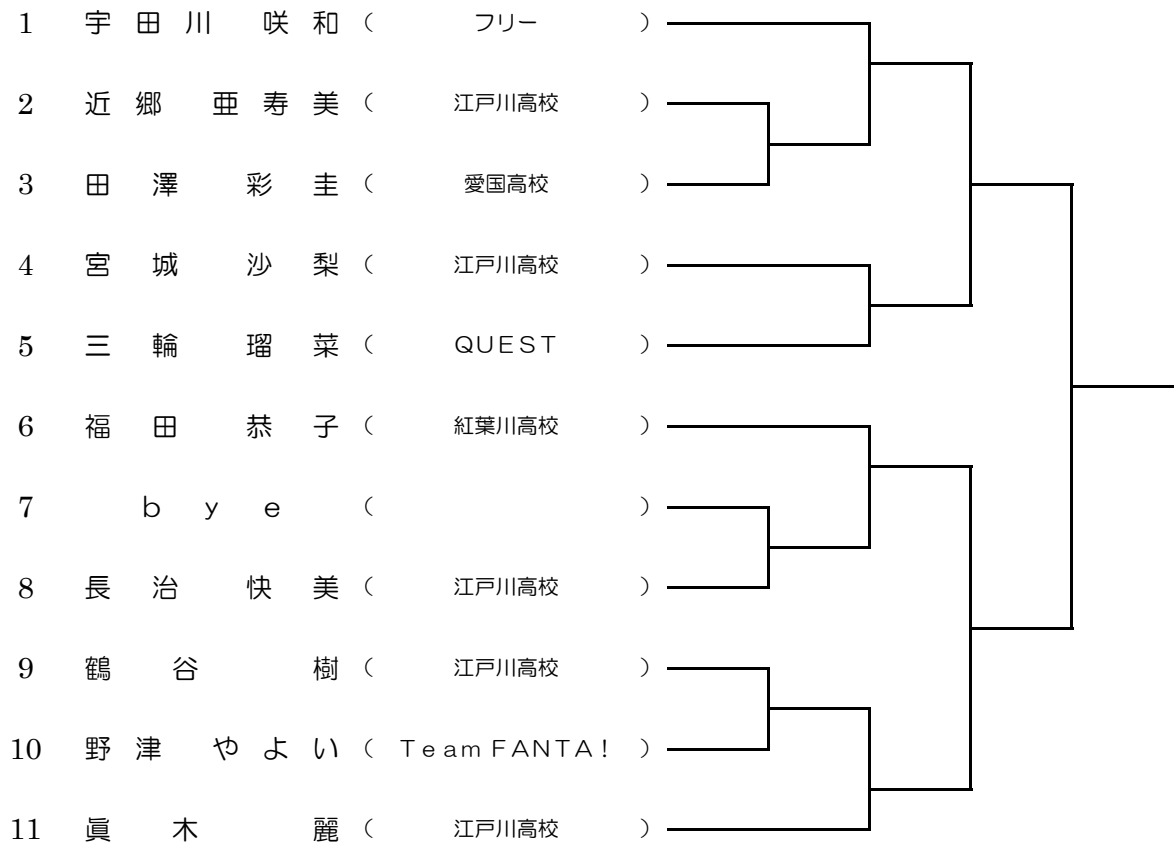 1 宇田川 咲和 ( フリー )
2 近郷 亜寿美 ( 江戸川高校 )
3 田澤 彩圭 ( 愛国高校 )
4 宮城 沙梨 ( 江戸川高校 )
5 三輪 瑠菜 ( QUEST )
6 福田 恭子 ( 紅葉川高校 )
7 bye ( )
8 長治 快美 ( 江戸川高校 )
9 鶴谷 樹 ( 江戸川高校 )
10 野津 やよい ( Team FANTA! )
11 眞木 麗 ( 江戸川高校 )